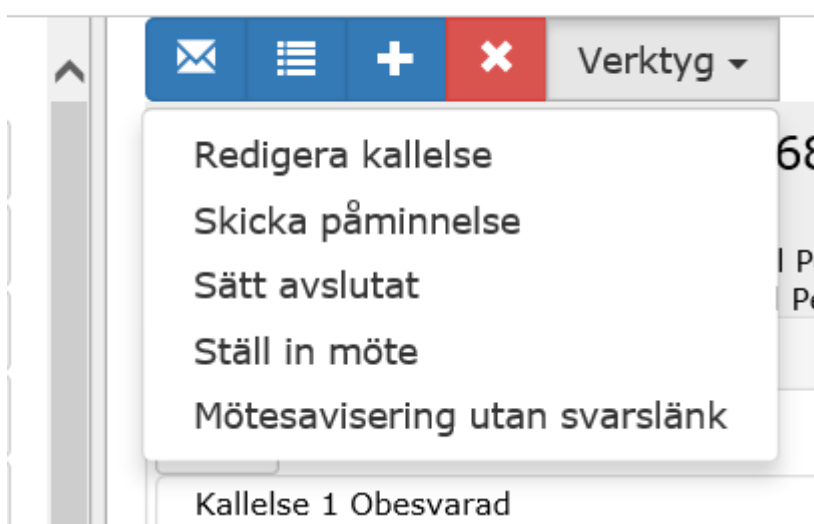 Verktyg
Redigera kallelse
Skicka påminnelse
Sätt avslutat
Ställ in möte
Mötesavisering utan svarslänk
Kallelse 1 Obesvarad